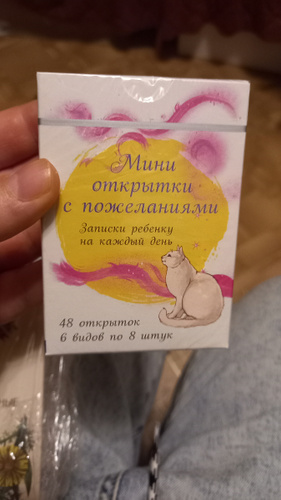 Мини
открытки
с пожеланиями
Записки ребенку
на каждый день
48 открыток
6 видов по 8 штук